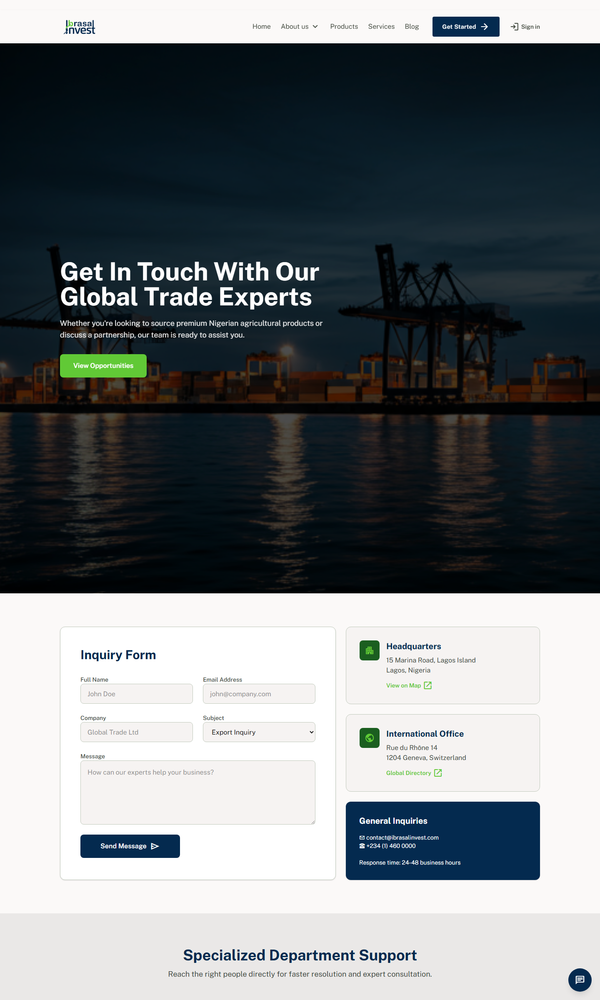 Ibrasal
invest
Home
About us
Products
Services
Blog
Get Started
Sign in
Get In Touch With Our
Global Trade Experts
Whether you're looking to source premium Nigerian agricultural products or
discuss a partnership, our team is ready to assist you.
View Opportunities
Inquiry Form
Full Name
John Doe
Email Address
john@company.com
Company
Global Trade Ltd
Subject
Export Inquiry
Message
How can our experts help your business?
Send Message
Headquarters
15 Marina Road, Lagos Island
Lagos, Nigeria
View on Map
International Office
Rue du Rhône 14
1204 Geneva, Switzerland
Global Directory
General Inquiries
contact@ibrasalinvest.com
+234 (1) 460 0000
Response time: 24-48 business hours
Specialized Department Support
Reach the right people directly for faster resolution and expert consultation.